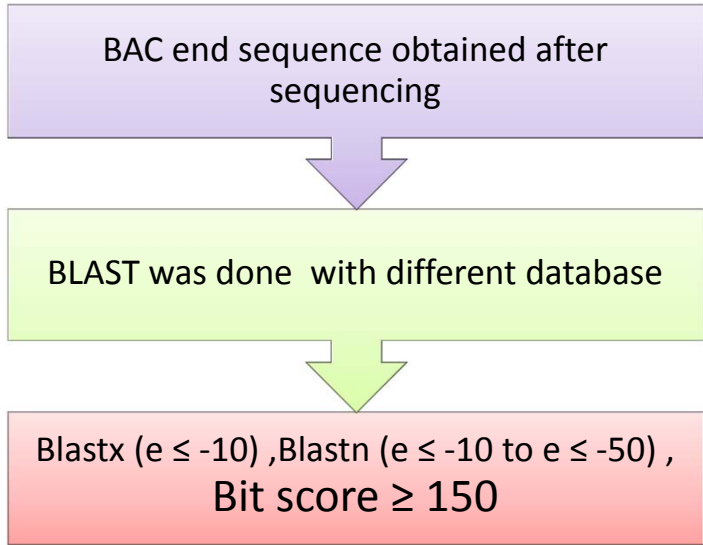 BAC end sequence obtained after
sequencing
BLAST was done  with different database
Blastx (e ≤ -10) ,Blastn (e ≤ -10 to e ≤ -50) ,
Bit score ≥ 150